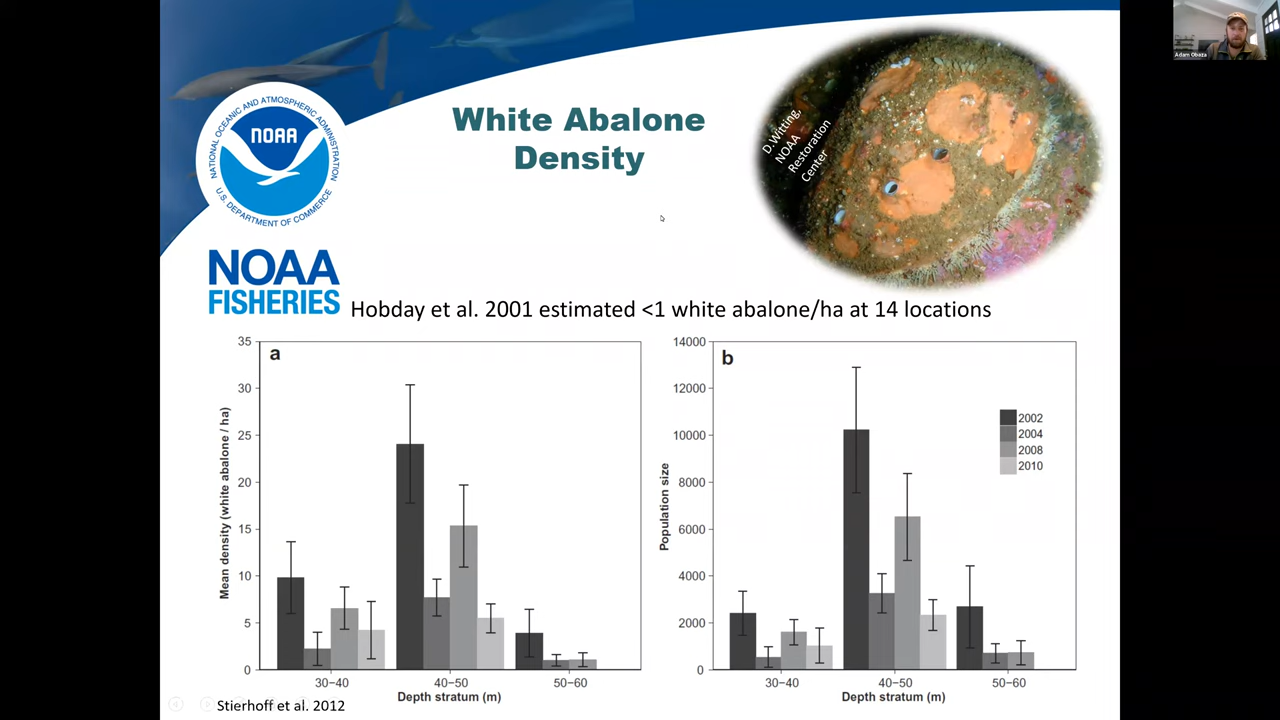 Adam Obaza
NATIONAL OCEANIC AND ATMOSPHERIC ADMINISTRATION
NOAA
U.S. DEPARTMENT OF COMMERCE
NOAA
FISHERIES
White Abalone
Density
D.Witting,
NOAA
Restoration
Center
Hobday et al. 2001 estimated <1 white abalone/ha at 14 locations
a
Mean density (white abalone / ha)
35
30
25
20
15
10
5
0
30−40
40−50
50−60
Depth stratum (m)
b
Population size
14000
12000
10000
8000
6000
4000
2000
0
2002
2004
2008
2010
30−40
40−50
50−60
Depth stratum (m)
Stierhoff et al. 2012